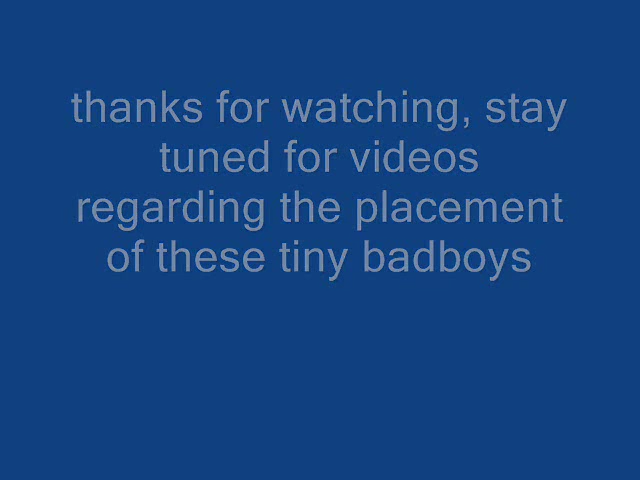 thanks for watching, stay
tuned for videos
regarding the placement
of these tiny badboys